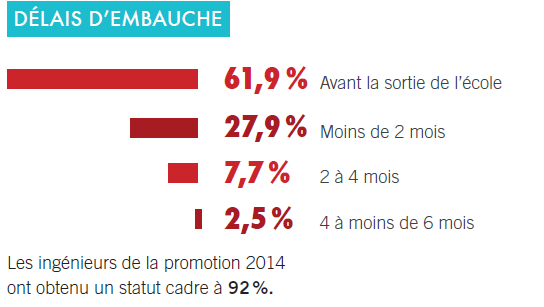 DÉLAIS D’EMBAUCHE
61,9 % Avant la sortie de l’école
27,9 % Moins de 2 mois
7,7 % 2 à 4 mois
2,5 % 4 à moins de 6 mois
Les ingénieurs de la promotion 2014
ont obtenu un statut cadre à 92 %.